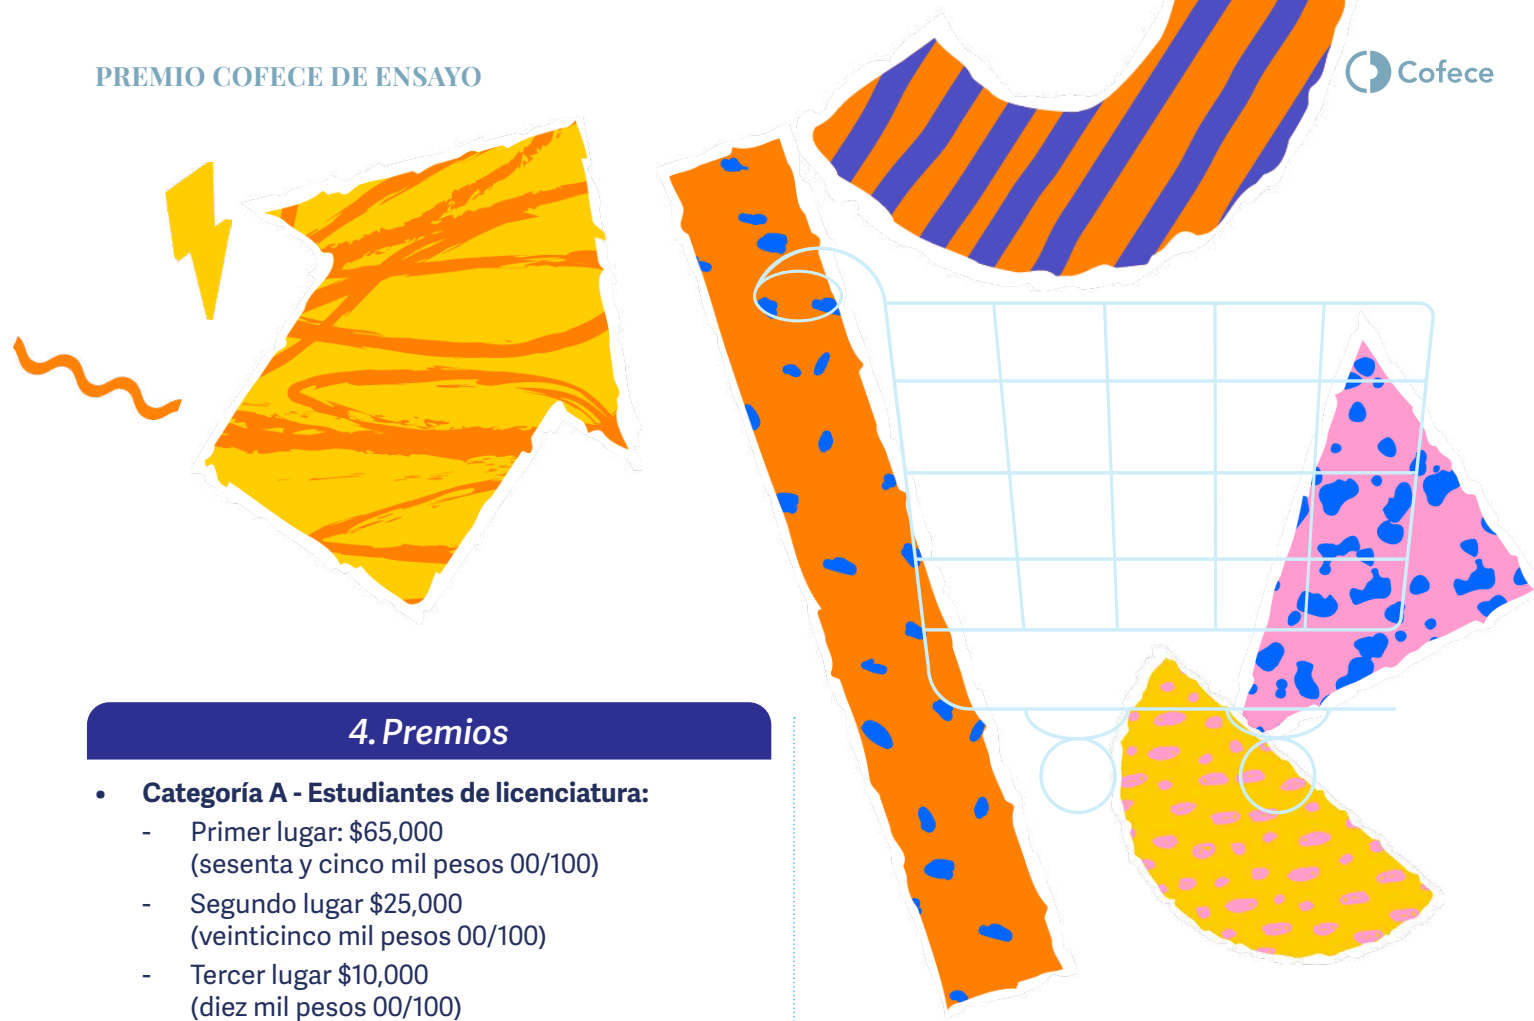 PREMIO COFECE DE ENSAYO
Cofece
4. Premios
• Categoría A - Estudiantes de licenciatura:
- Primer lugar: $65,000
(sesenta y cinco mil pesos 00/100)
- Segundo lugar $25,000
(veinticinco mil pesos 00/100)
- Tercer lugar $10,000
(diez mil pesos 00/100)